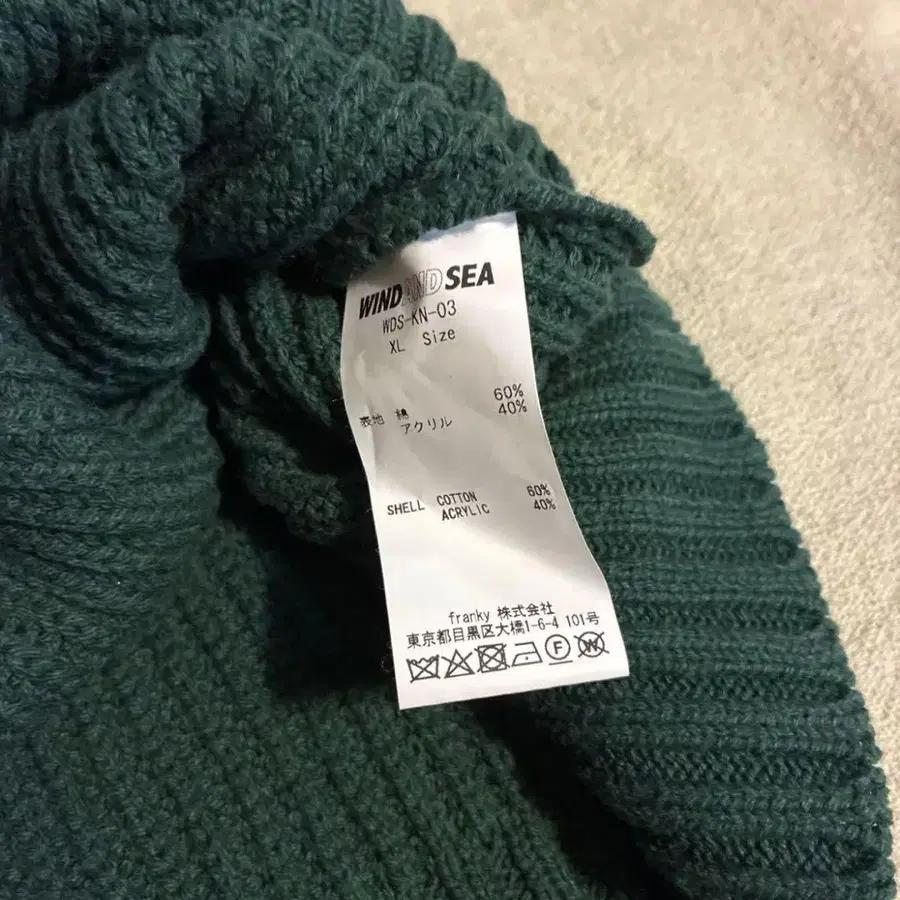 WIND AND SEA
WDS-KN-03
XL Size
表地 綿 60%
アクリル 40%
SHELL COTTON 60%
ACRYLIC 40%
franky 株式会社
東京都目黒区大橋1-6-4 101号
F W